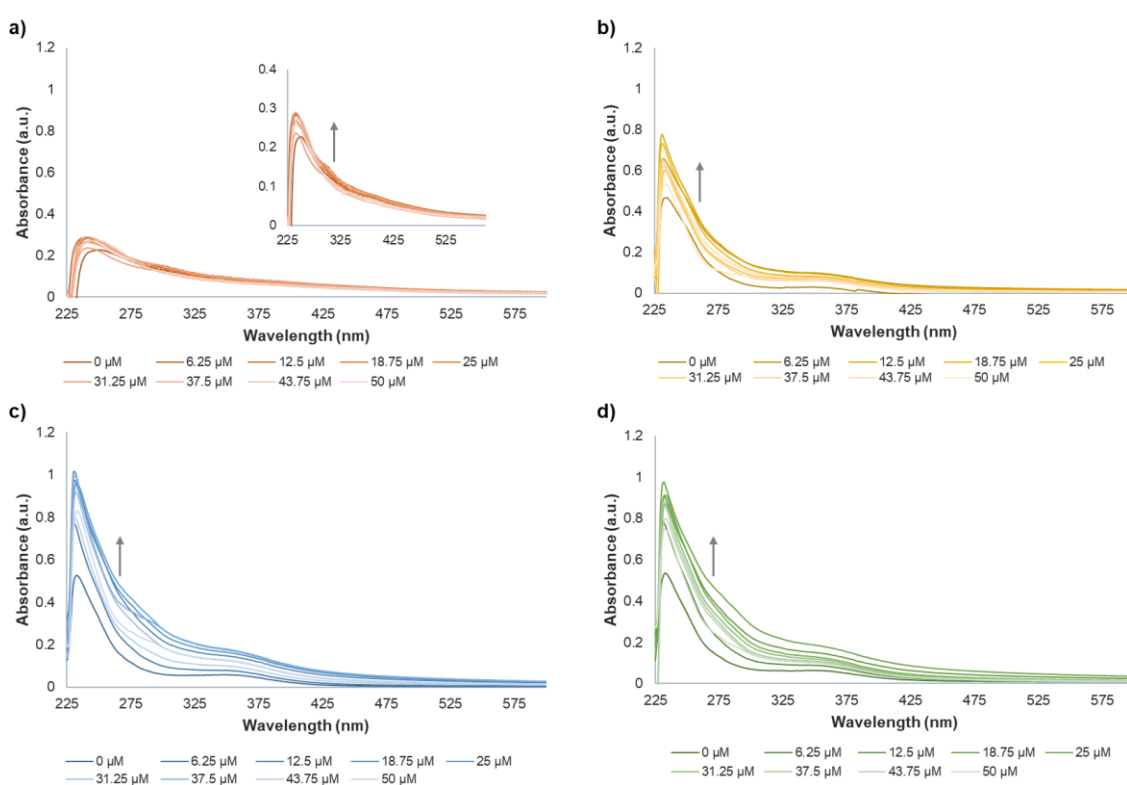 a)
1.2
1
0.8
0.6
0.4
0.2
0
Absorbance (a.u.)
225 275 325 375 425 475 525 575
Wavelength (nm)
0.4
0.3
0.2
0.1
0
225 325 425 525
0 µM 6.25 µM 12.5 µM 18.75 µM 25 µM
31.25 µM 37.5 µM 43.75 µM 50 µM
b)
1.2
1
0.8
0.6
0.4
0.2
0
Absorbance (a.u.)
225 275 325 375 425 475 525 575
Wavelength (nm)
0 µM 6.25 µM 12.5 µM 18.75 µM 25 µM
31.25 µM 37.5 µM 43.75 µM 50 µM
c)
1.2
1
0.8
0.6
0.4
0.2
0
Absorbance (a.u.)
225 275 325 375 425 475 525 575
Wavelength (nm)
0 µM 6.25 µM 12.5 µM 18.75 µM 25 µM
31.25 µM 37.5 µM 43.75 µM 50 µM
d)
1.2
1
0.8
0.6
0.4
0.2
0
Absorbance (a.u.)
225 275 325 375 425 475 525 575
Wavelength (nm)
0 µM 6.25 µM 12.5 µM 18.75 µM 25 µM
31.25 µM 37.5 µM 43.75 µM 50 µM